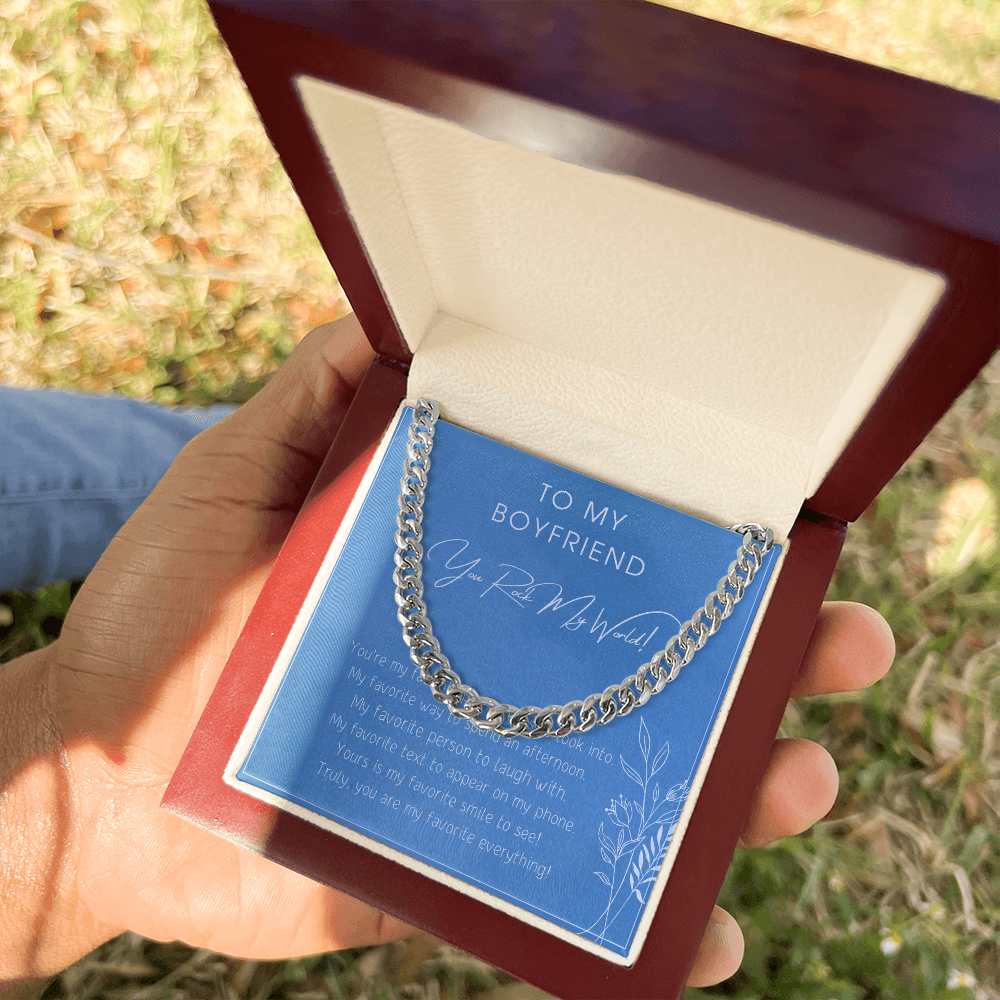 TO MY
BOYFRIEND
You Rock My World!
You're my look into.
My favorite way to spend an afternoon.
My favorite person to laugh with.
My favorite text to appear on my phone.
Yours is my favorite smile to see!
Truly, you are my favorite everything!